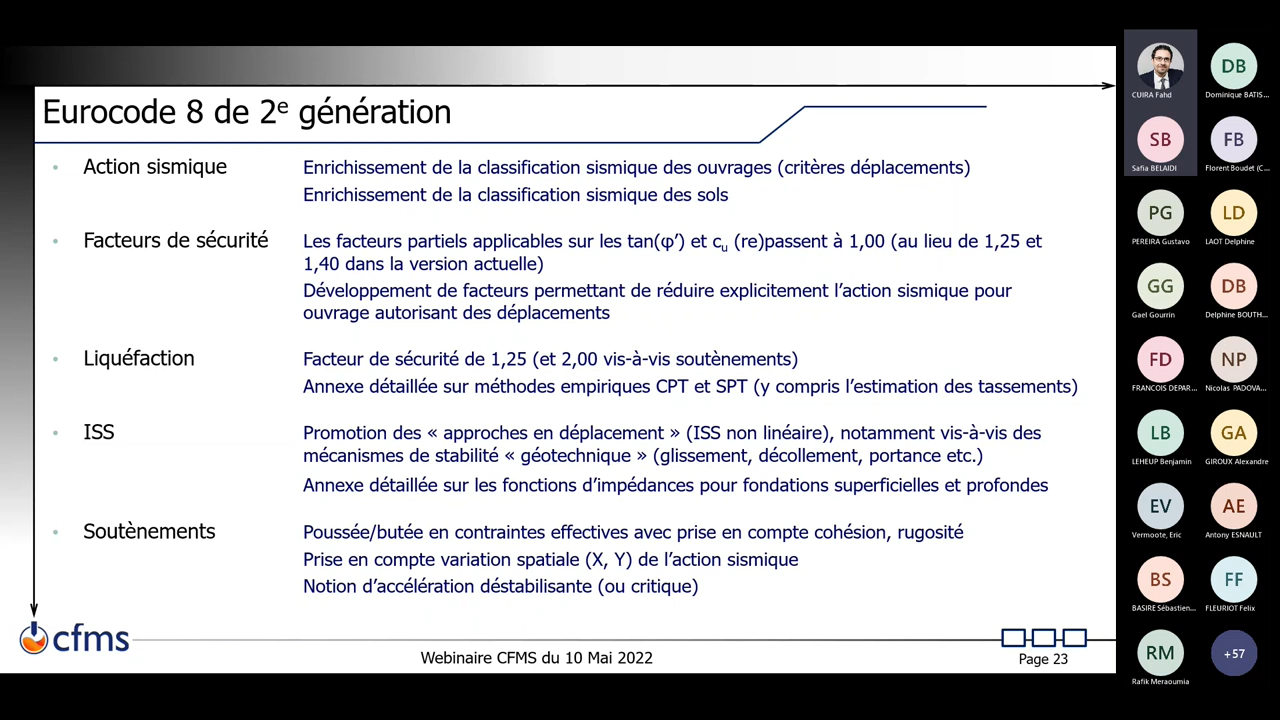 Eurocode 8 de 2e génération
• Action sismique
Enrichissement de la classification sismique des ouvrages (critères déplacements)
Enrichissement de la classification sismique des sols
• Facteurs de sécurité
Les facteurs partiels applicables sur les tan(φ’) et cu (re)passent à 1,00 (au lieu de 1,25 et
1,40 dans la version actuelle)
Développement de facteurs permettant de réduire explicitement l’action sismique pour
ouvrage autorisant des déplacements
• Liquéfaction
Facteur de sécurité de 1,25 (et 2,00 vis-à-vis soutènements)
Annexe détaillée sur méthodes empiriques CPT et SPT (y compris l’estimation des tassements)
• ISS
Promotion des « approches en déplacement » (ISS non linéaire), notamment vis-à-vis des
mécanismes de stabilité « géotechnique » (glissement, décollement, portance etc.)
Annexe détaillée sur les fonctions d’impédances pour fondations superficielles et profondes
• Soutènements
Poussée/butée en contraintes effectives avec prise en compte cohésion, rugosité
Prise en compte variation spatiale (X, Y) de l’action sismique
Notion d’accélération déstabilisante (ou critique)
cfms
Webinaire CFMS du 10 Mai 2022
Page 23
CUIRA Fahd
DB
Dominique BATIS...
SB
Safia BELAIDI
FB
Florent Boudet (C...
PG
PEREIRA Gustavo
LD
LAOT Delphine
GG
Gael Gourrin
DB
Delphine BOUTH...
FD
FRANCOIS DEPAR...
NP
Nicolas PADOVA...
LB
LEHEUP Benjamin
GA
GIROUX Alexandre
EV
Vermoote, Eric
AE
Antony ESNAULT
BS
BASIRE Sébastien...
FF
FLEURIOT Felix
RM
Rafik Meraoumia
+57